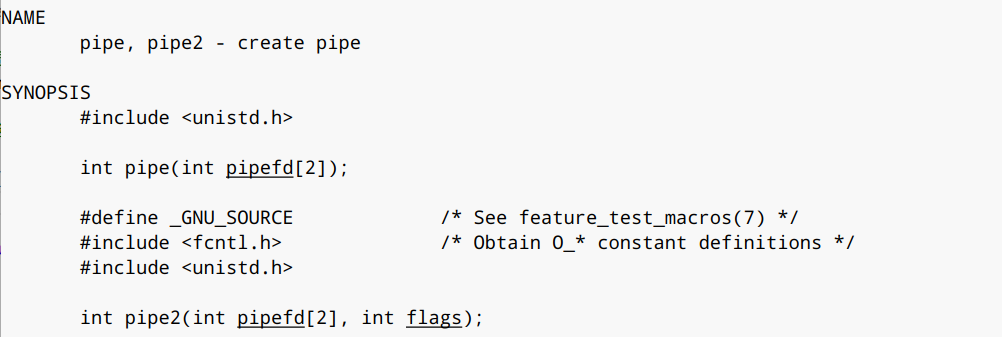 NAME
pipe, pipe2 - create pipe
SYNOPSIS
#include <unistd.h>
int pipe(int pipefd[2]);
#define _GNU_SOURCE /* See feature_test_macros(7) */
#include <fcntl.h> /* Obtain O_* constant definitions */
#include <unistd.h>
int pipe2(int pipefd[2], int flags);